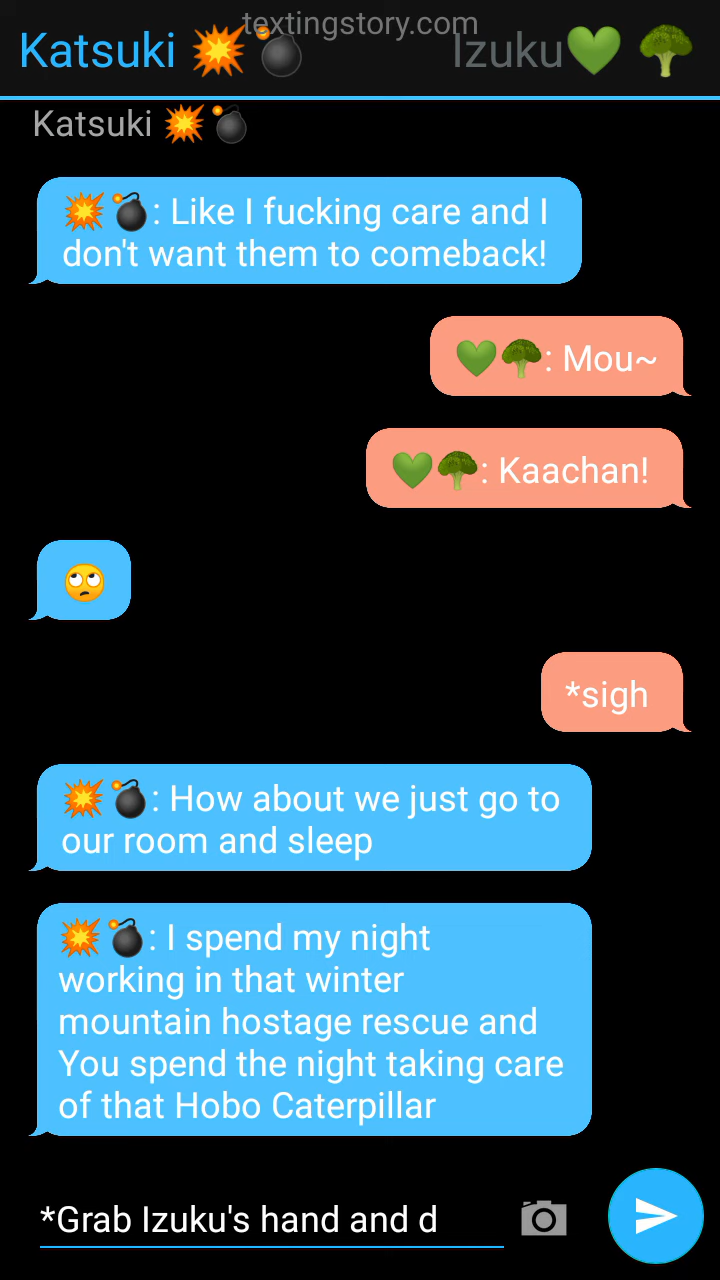 textingstory.com
Katsuki 💥💣 Izuku💚🥦
Katsuki 💥💣
💥💣: Like I fucking care and I
don't want them to comeback!
💚🥦: Mou~
💚🥦: Kaachan!
🙄
*sigh
💥💣: How about we just go to
our room and sleep
💥💣: I spend my night
working in that winter
mountain hostage rescue and
You spend the night taking care
of that Hobo Caterpillar
*Grab Izuku's hand and d